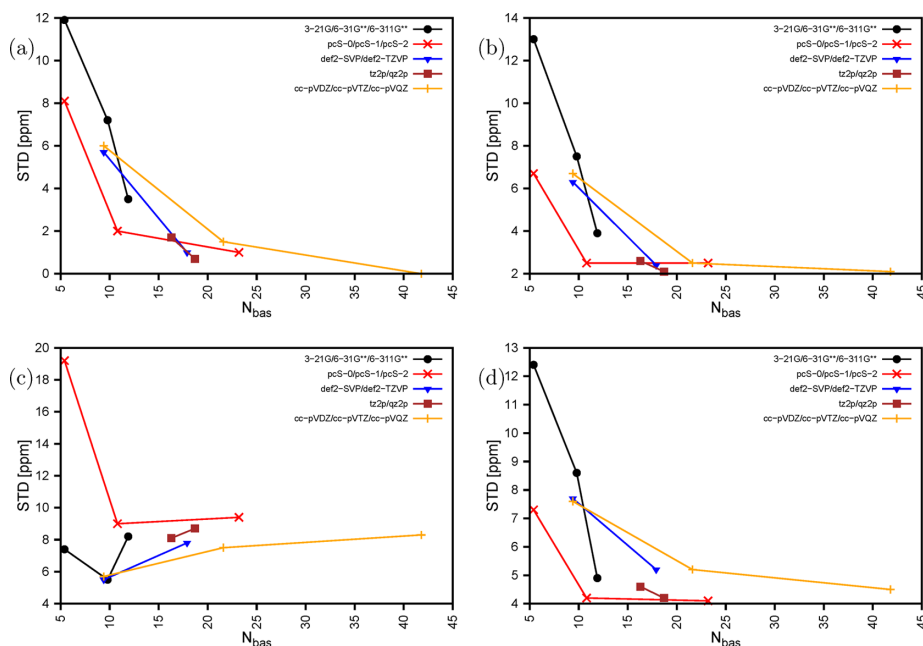 (a)
STD [ppm]
12
10
8
6
4
2
0
5 10 15 20 25 30 35 40 45
Nbas
3-21G/6-31G**/6-311G**
pcS-0/pcS-1/pcS-2
def2-SVP/def2-TZVP
tz2p/qz2p
cc-pVDZ/cc-pVTZ/cc-pVQZ
(b)
STD [ppm]
14
12
10
8
6
4
2
5 10 15 20 25 30 35 40 45
Nbas
3-21G/6-31G**/6-311G**
pcS-0/pcS-1/pcS-2
def2-SVP/def2-TZVP
tz2p/qz2p
cc-pVDZ/cc-pVTZ/cc-pVQZ
(c)
STD [ppm]
20
18
16
14
12
10
8
6
4
5 10 15 20 25 30 35 40 45
Nbas
3-21G/6-31G**/6-311G**
pcS-0/pcS-1/pcS-2
def2-SVP/def2-TZVP
tz2p/qz2p
cc-pVDZ/cc-pVTZ/cc-pVQZ
(d)
STD [ppm]
13
12
11
10
9
8
7
6
5
4
5 10 15 20 25 30 35 40 45
Nbas
3-21G/6-31G**/6-311G**
pcS-0/pcS-1/pcS-2
def2-SVP/def2-TZVP
tz2p/qz2p
cc-pVDZ/cc-pVTZ/cc-pVQZ